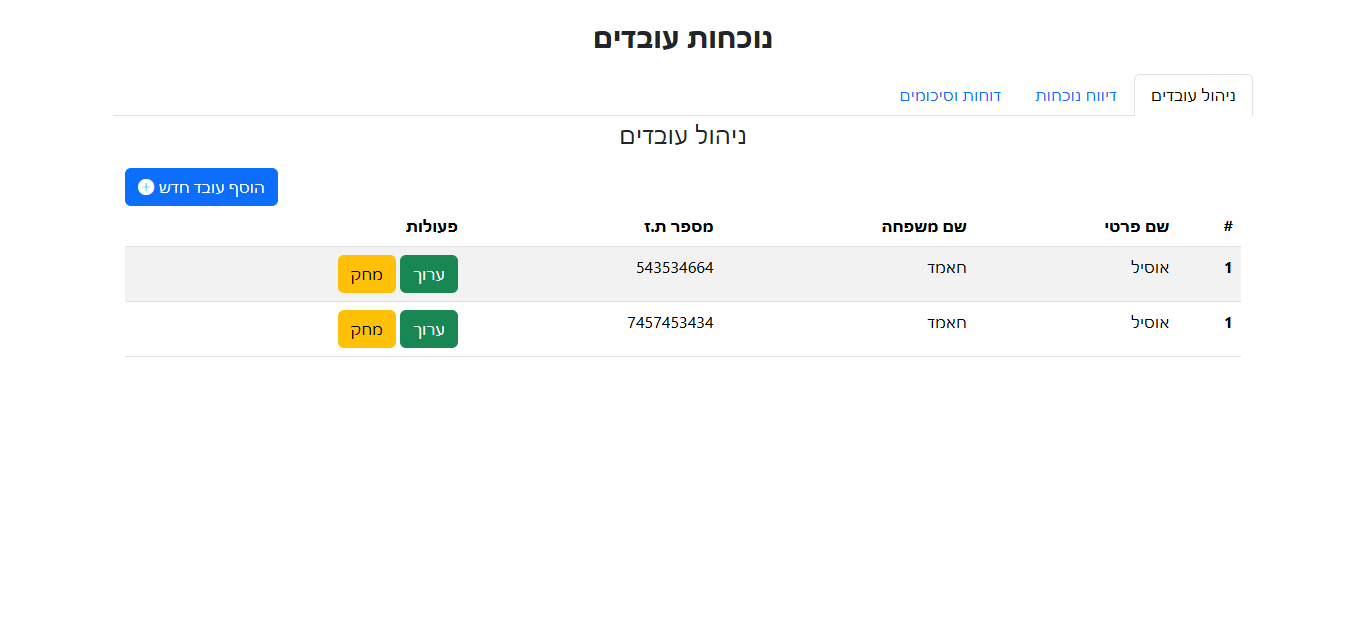 נוכחות עובדים
ניהול עובדים דיווח נוכחות דוחות וסיכומים
ניהול עובדים
הוסף עובד חדש
# שם פרטי שם משפחה מספר ת.ז פעולות
1 אוסיל חאמד 543534664 ערוך מחק
1 אוסיל חאמד 7457453434 ערוך מחק